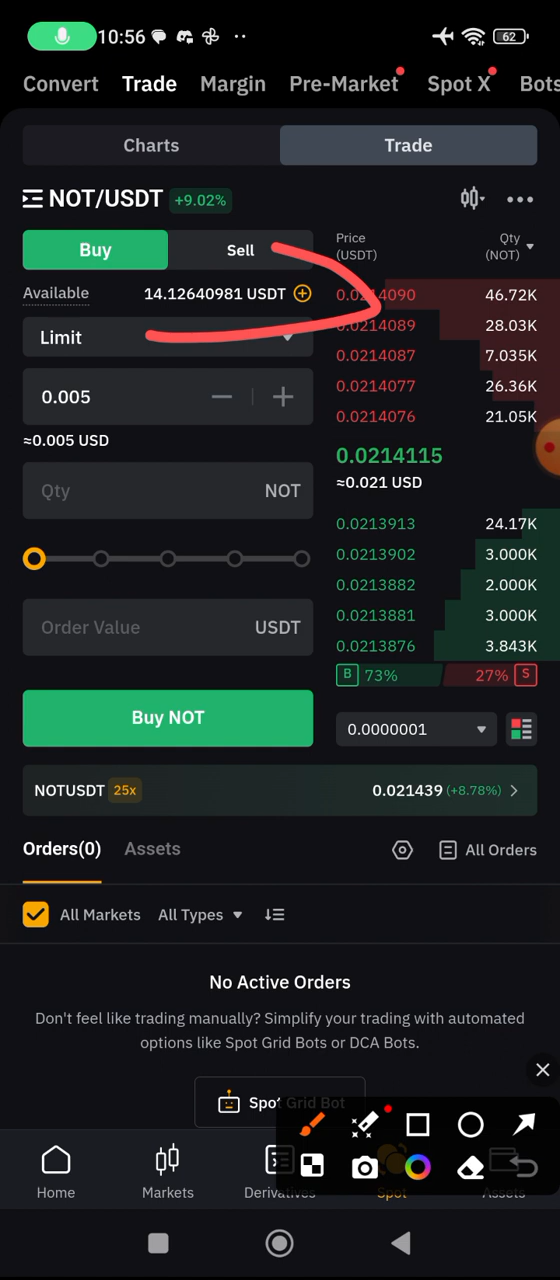 10:56
62
Convert Trade Margin Pre-Market Spot X Bots
Charts Trade
NOT/USDT +9.02%
Buy Sell
Price (USDT) Qty (NOT)
Available 14.12640981 USDT
Limit
0.005
≈0.005 USD
Qty NOT
Order Value USDT
Buy NOT
0.0214090 46.72K
0.0214089 28.03K
0.0214087 7.035K
0.0214077 26.36K
0.0214076 21.05K
0.0214115
≈0.021 USD
0.0213913 24.17K
0.0213902 3.000K
0.0213882 2.000K
0.0213881 3.000K
0.0213876 3.843K
B 73% 27% S
0.0000001
NOTUSDT 25x 0.021439 (+8.78%)
Orders(0) Assets All Orders
All Markets All Types
No Active Orders
Don't feel like trading manually? Simplify your trading with automated
options like Spot Grid Bots or DCA Bots.
Spot Grid Bot
Home Markets Derivatives Spot Assets